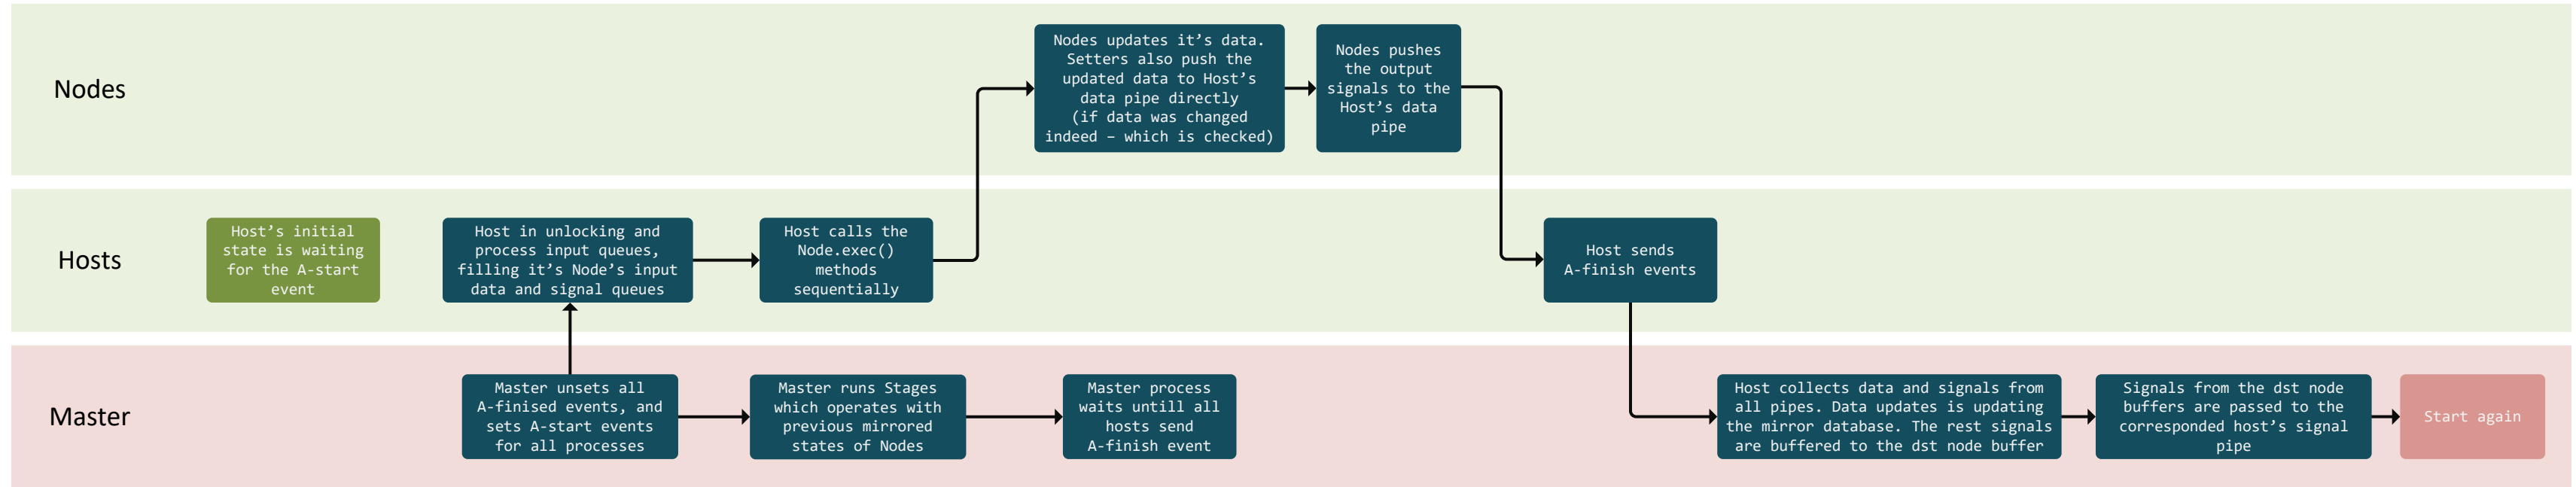 Nodes
Nodes updates it's data.
Setters also push the
updated data to Host's
data pipe directly
(if data was changed
indeed – which is checked)
Nodes pushes
the output
signals to the
Host's data
pipe
Hosts
Host's initial
state is waiting
for the A-start
event
Host in unlocking and
process input queues,
filling it's Node's input
data and signal queues
Host calls the
Node.exec()
methods
sequentially
Host sends
A-finish events
Master
Master unsets all
A-finised events, and
sets A-start events
for all processes
Master runs Stages
which operates with
previous mirrored
states of Nodes
Master process
waits untill all
hosts send
A-finish event
Host collects data and signals from
all pipes. Data updates is updating
the mirror database. The rest signals
are buffered to the dst node buffer
Signals from the dst node
buffers are passed to the
corresponded host's signal
pipe
Start again